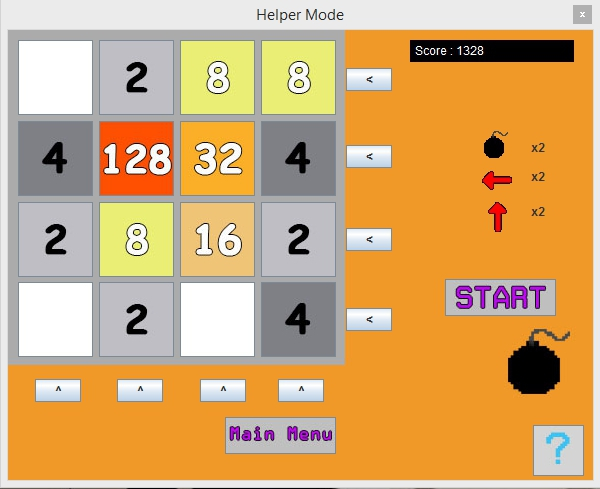 Helper Mode
x
2 8 8 <
Score : 1328
4 128 32 4 <
x2
x2
x2
2 8 16 2 <
START
2 4 <
^ ^ ^ ^
Main Menu
?